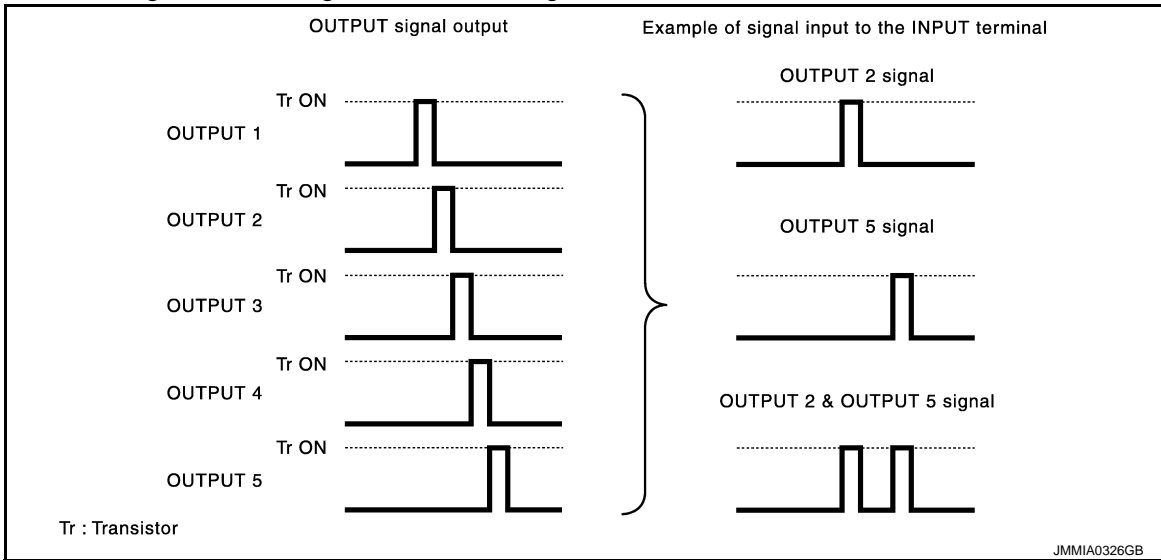 OUTPUT signal output
Example of signal input to the INPUT terminal
Tr ON
OUTPUT 1
Tr ON
OUTPUT 2
Tr ON
OUTPUT 3
Tr ON
OUTPUT 4
Tr ON
OUTPUT 5
OUTPUT 2 signal
OUTPUT 5 signal
OUTPUT 2 & OUTPUT 5 signal
Tr : Transistor
JMMIA0326GB